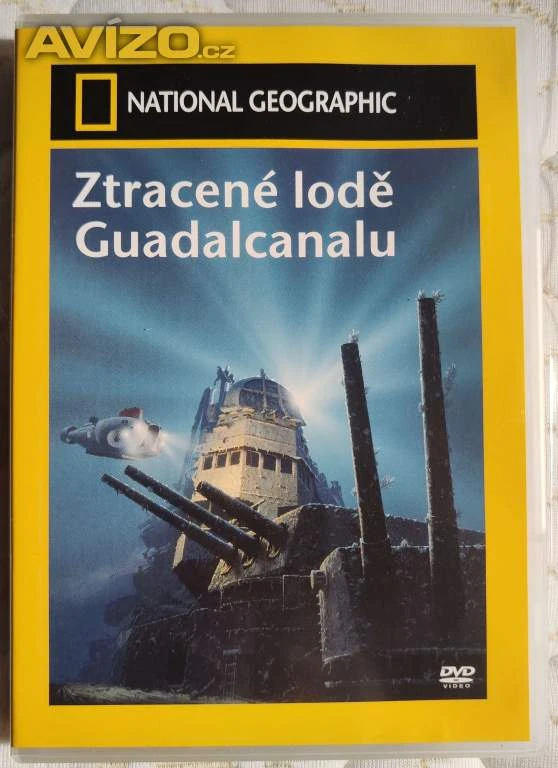 AVÍZO.cz
NATIONAL GEOGRAPHIC
Ztracené lodě
Guadalcanalu
DVD
VIDEO